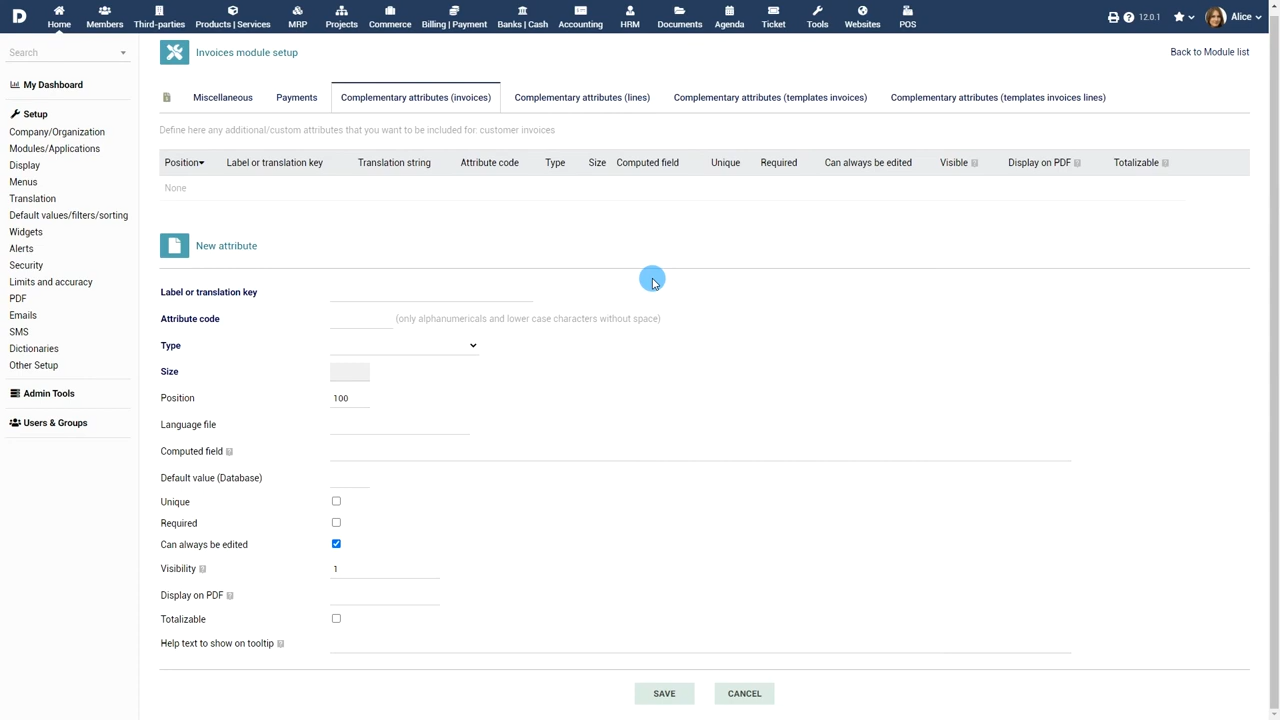 D Home Members Third-parties Products | Services MRP Projects Commerce Billing | Payment Banks | Cash Accounting HRM Documents Agenda Ticket Tools Websites POS 12.0.1 Alice
Search
My Dashboard
Setup
Company/Organization
Modules/Applications
Display
Menus
Translation
Default values/filters/sorting
Widgets
Alerts
Security
Limits and accuracy
PDF
Emails
SMS
Dictionaries
Other Setup
Admin Tools
Users & Groups
Invoices module setup Back to Module list
Miscellaneous Payments Complementary attributes (invoices) Complementary attributes (lines) Complementary attributes (templates invoices) Complementary attributes (templates invoices lines)
Define here any additional/custom attributes that you want to be included for: customer invoices
Position Label or translation key Translation string Attribute code Type Size Computed field Unique Required Can always be edited Visible ? Display on PDF ? Totalizable ?
None
New attribute
Label or translation key
Attribute code (only alphanumericals and lower case characters without space)
Type
Size
Position 100
Language file
Computed field ?
Default value (Database)
Unique
Required
Can always be edited
Visibility ? 1
Display on PDF ?
Totalizable
Help text to show on tooltip ?
SAVE CANCEL